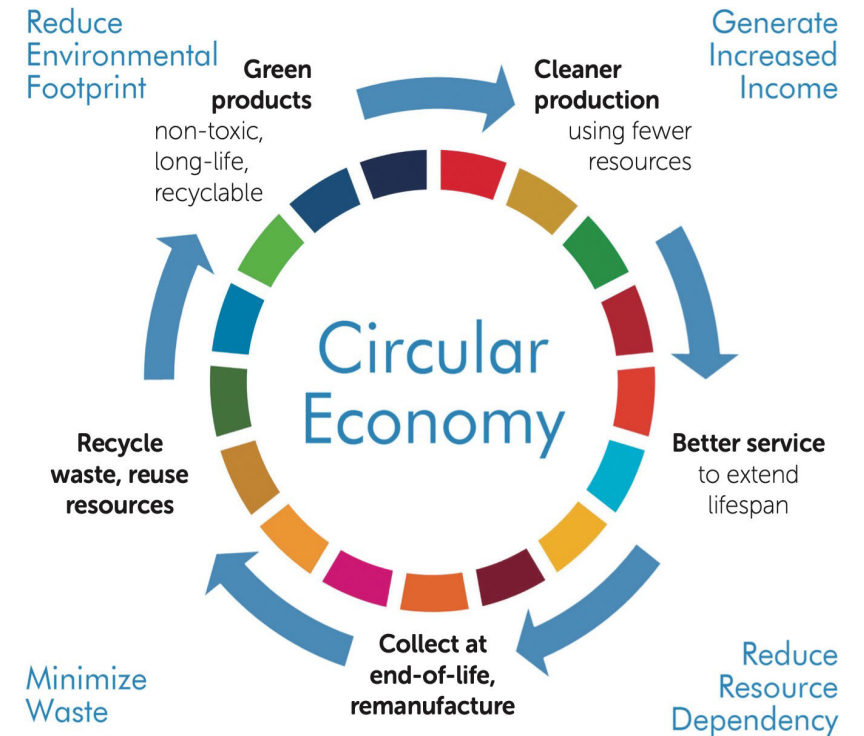 Reduce
Environmental
Footprint
Generate
Increased
Income
Green
products
non-toxic,
long-life,
recyclable
Cleaner
production
using fewer
resources
Circular
Economy
Better service
to extend
lifespan
Collect at
end-of-life,
remanufacture
Recycle
waste, reuse
resources
Minimize
Waste
Reduce
Resource
Dependency